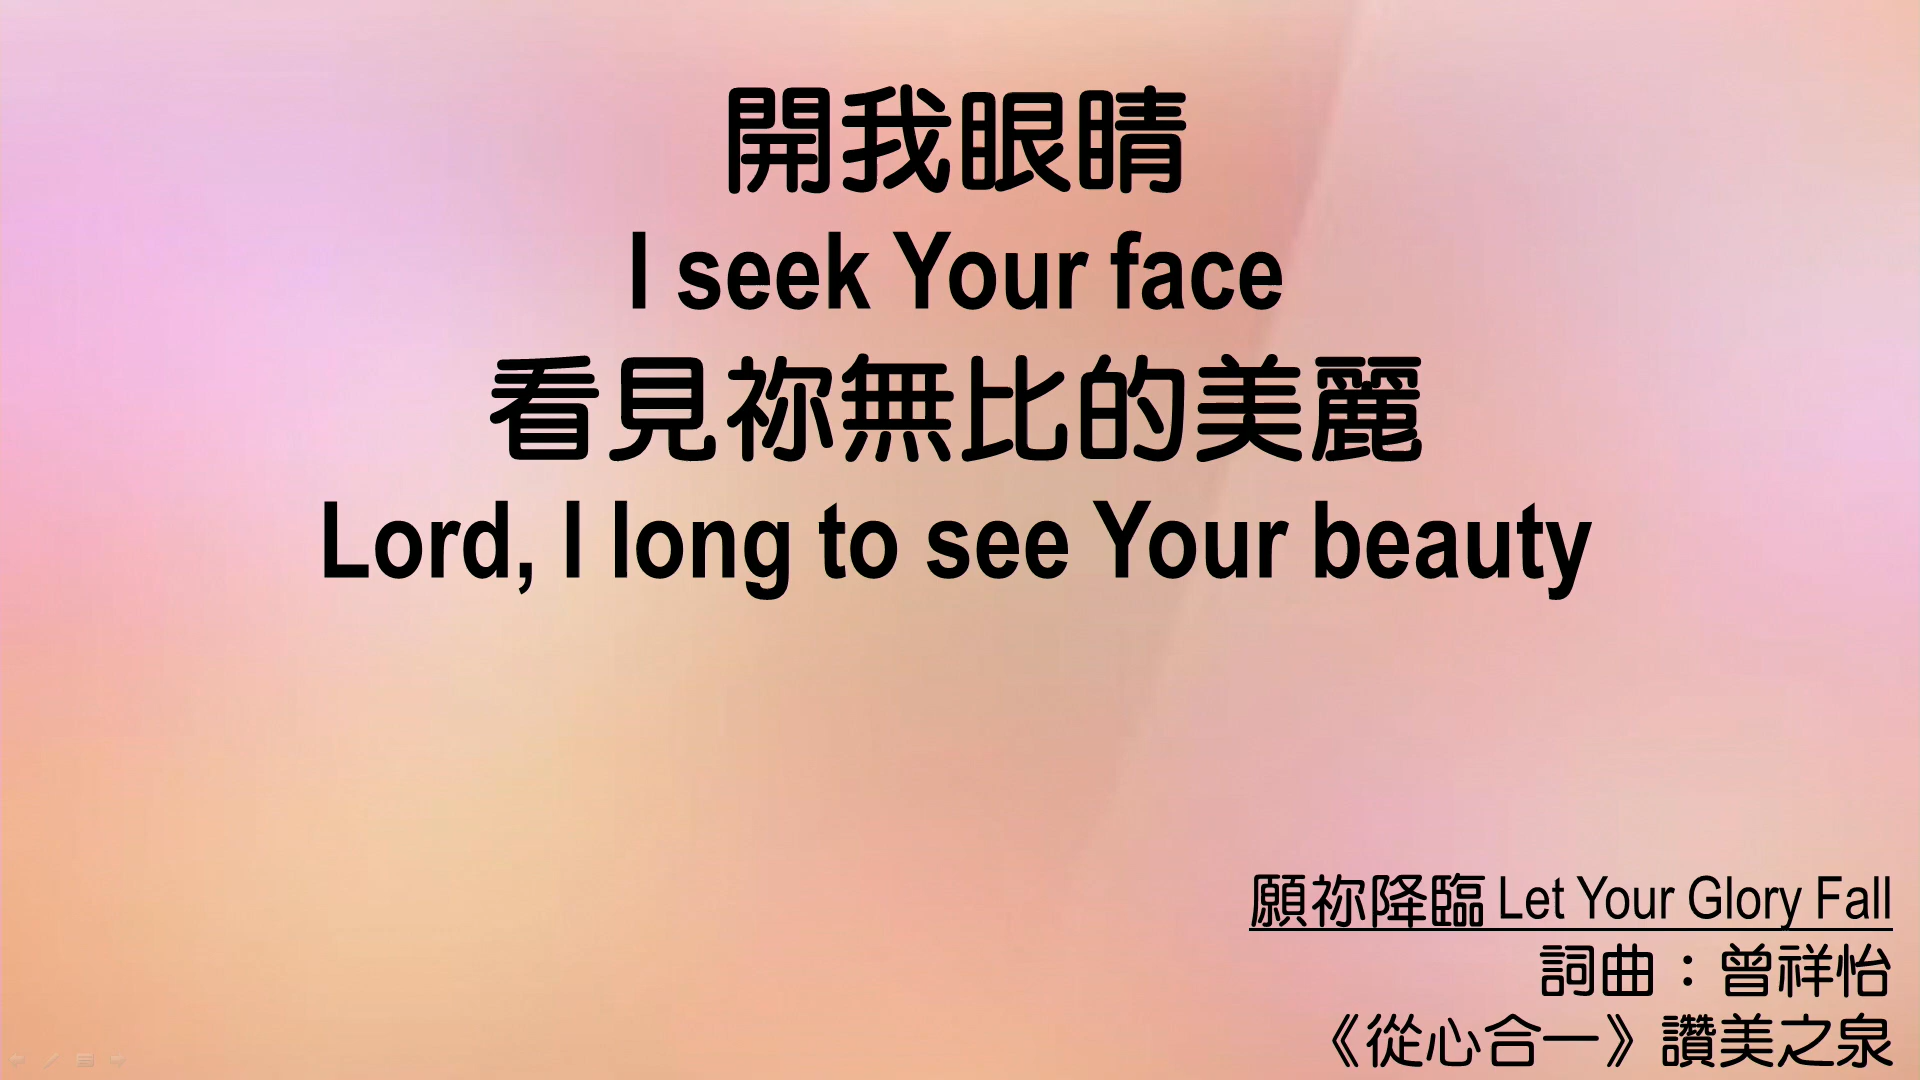 開我眼睛
I seek Your face
看見祢無比的美麗
Lord, I long to see Your beauty
願祢降臨 Let Your Glory Fall
詞曲：曾祥怡
《從心合一》讚美之泉